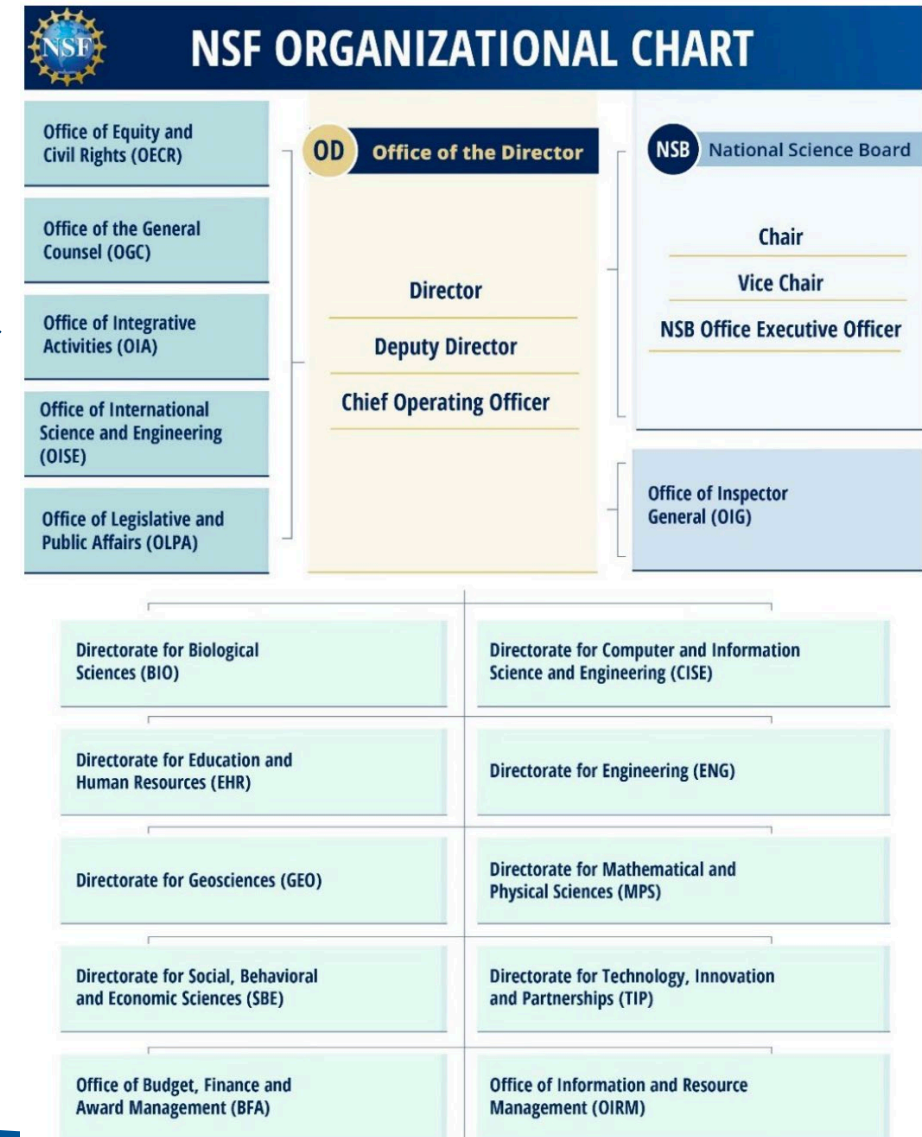 NSF
NSF ORGANIZATIONAL CHART
Office of Equity and
Civil Rights (OECR)
Office of the General
Counsel (OGC)
Office of Integrative
Activities (OIA)
Office of International
Science and Engineering
(OISE)
Office of Legislative and
Public Affairs (OLPA)
OD Office of the Director
Director
Deputy Director
Chief Operating Officer
NSB National Science Board
Chair
Vice Chair
NSB Office Executive Officer
Office of Inspector
General (OIG)
Directorate for Biological
Sciences (BIO)
Directorate for Computer and Information
Science and Engineering (CISE)
Directorate for Education and
Human Resources (EHR)
Directorate for Engineering (ENG)
Directorate for Geosciences (GEO)
Directorate for Mathematical and
Physical Sciences (MPS)
Directorate for Social, Behavioral
and Economic Sciences (SBE)
Directorate for Technology, Innovation
and Partnerships (TIP)
Office of Budget, Finance and
Award Management (BFA)
Office of Information and Resource
Management (OIRM)